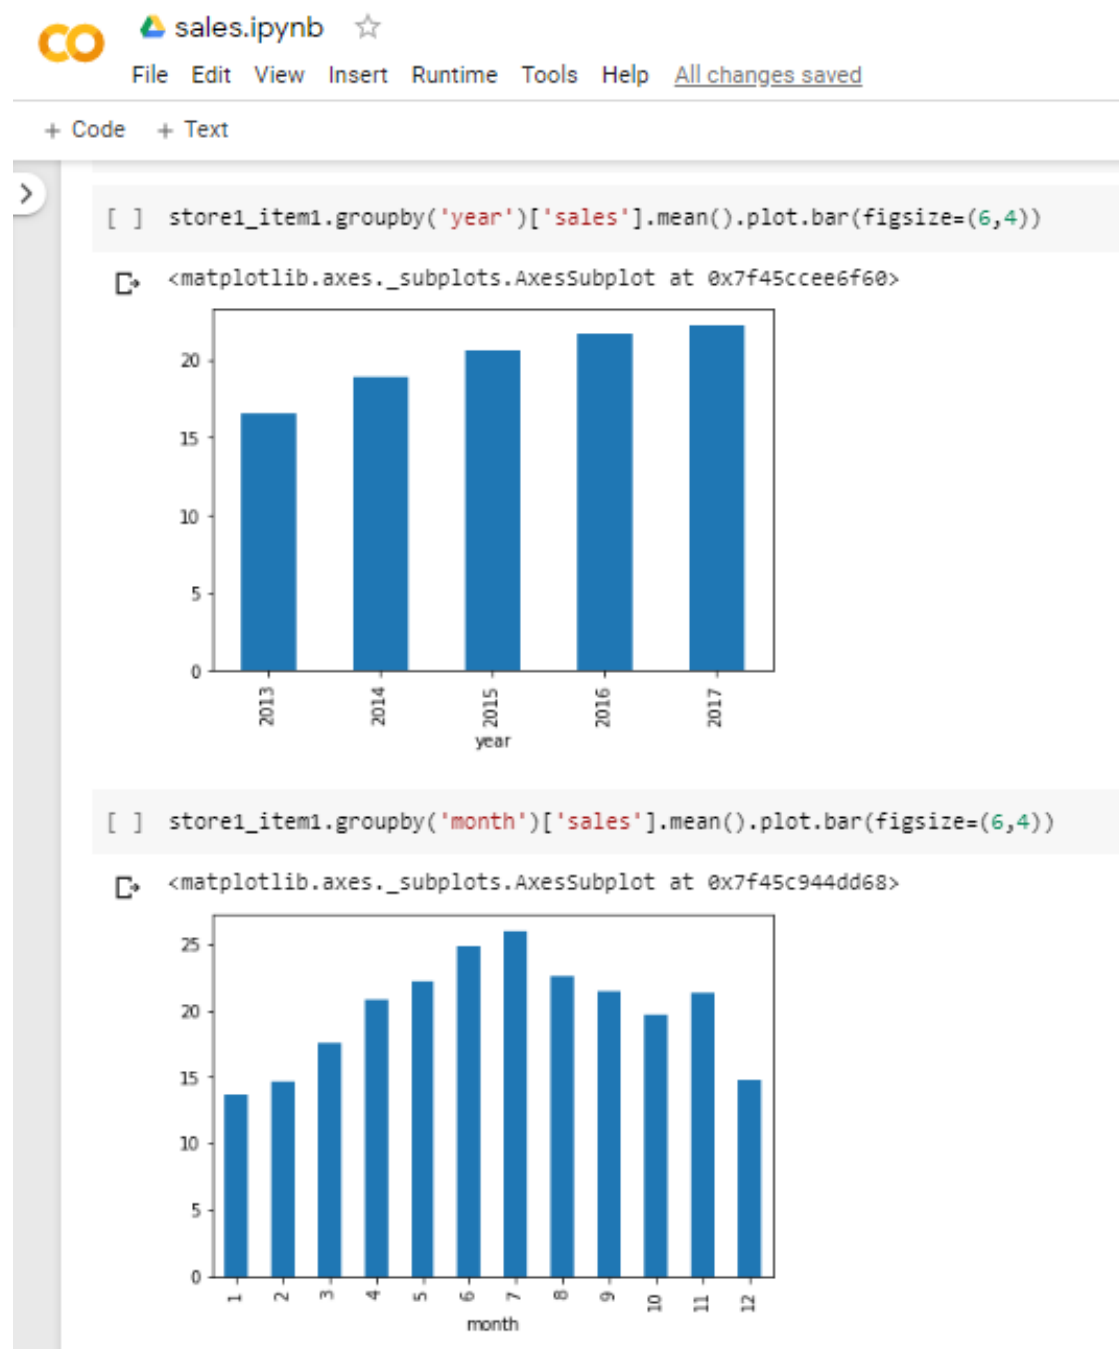 CO
sales.ipynb
File Edit View Insert Runtime Tools Help All changes saved
+ Code + Text
[ ] store1_item1.groupby('year')['sales'].mean().plot.bar(figsize=(6,4))
<matplotlib.axes._subplots.AxesSubplot at 0x7f45ccee6f60>
20
15
10
5
0
2013 2014 2015 2016 2017
year
[ ] store1_item1.groupby('month')['sales'].mean().plot.bar(figsize=(6,4))
<matplotlib.axes._subplots.AxesSubplot at 0x7f45c944dd68>
25
20
15
10
5
0
1 2 3 4 5 6 7 8 9 10 11 12
month